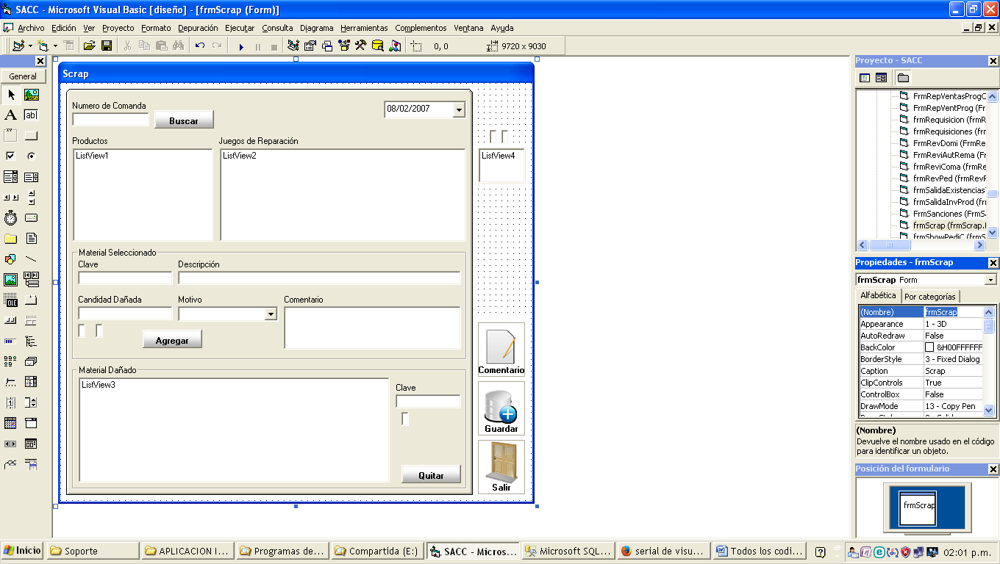 SACC - Microsoft Visual Basic [diseño] - [frmScrap (Form)]
Archivo Edición Ver Proyecto Formato Depuración Ejecutar Consulta Diagrama Herramientas Complementos Ventana Ayuda
0, 0
9720 x 9030
General
Scrap
Numero de Comanda
Buscar
08/02/2007
Productos
Juegos de Reparación
ListView1
ListView2
ListView4
Material Seleccionado
Clave
Descripción
Candidad Dañada
Motivo
Comentario
Agregar
Material Dañado
ListView3
Clave
Quitar
Comentario
Guardar
Salir
Proyecto - SACC
FrmRepVentasProgC
FrmRepVentProg (F
frmRequisicion (frmR
frmRequisiciones (fr
FrmRevDomi (FrmRe
FrmReviAutRema (Fr
frmReviComa (frmRe
frmRevPed (frmRevP
frmSalidaExistencias
frmSalidaInvProd (fr
FrmSanciones (FrmSa
frmScrap (frmScrap.
frmShowPediC (frmS
Propiedades - frmScrap
frmScrap Form
Alfabética
Por categorías
(Nombre) frmScrap
Appearance 1 - 3D
AutoRedraw False
BackColor &H00FFFFFF
BorderStyle 3 - Fixed Dialog
Caption Scrap
ClipControls True
ControlBox False
DrawMode 13 - Copy Pen
(Nombre)
Devuelve el nombre usado en el código
para identificar un objeto.
Posición del formulario
frmScrap
Inicio
Soporte
APLICACION I...
Programas de...
Compartida (E:)
SACC - Micros...
Microsoft SQL...
serial de visu...
Todos los codi...
02:01 p.m.